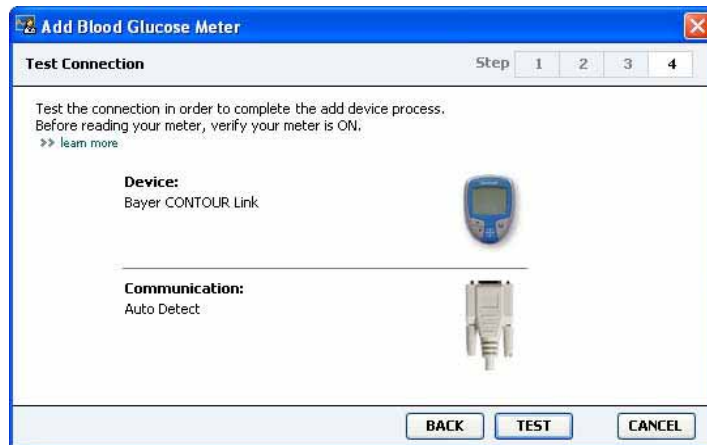 Add Blood Glucose Meter
Test Connection
Step 1 2 3 4
Test the connection in order to complete the add device process.
Before reading your meter, verify your meter is ON.
>> learn more
Device:
Bayer CONTOUR Link
Communication:
Auto Detect
BACK TEST CANCEL